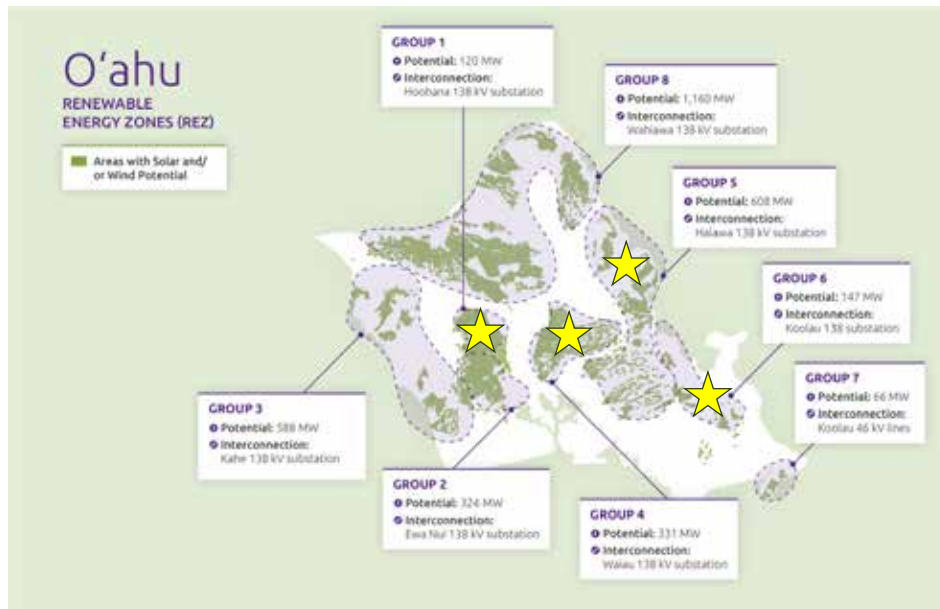 Oʻahu
RENEWABLE
ENERGY ZONES (REZ)
Areas with Solar and/
or Wind Potential
GROUP 1
Potential: 120 MW
Interconnection:
Hoohana 138 kV substation
GROUP 8
Potential: 1,160 MW
Interconnection:
Wahiawa 138 kV substation
GROUP 5
Potential: 608 MW
Interconnection:
Halawa 138 kV substation
GROUP 6
Potential: 147 MW
Interconnection:
Koolau 138 substation
GROUP 7
Potential: 66 MW
Interconnection:
Koolau 46 kV lines
GROUP 3
Potential: 588 MW
Interconnection:
Kahe 138 kV substation
GROUP 2
Potential: 324 MW
Interconnection:
Ewa Nui 138 kV substation
GROUP 4
Potential: 331 MW
Interconnection:
Waiau 138 kV substation